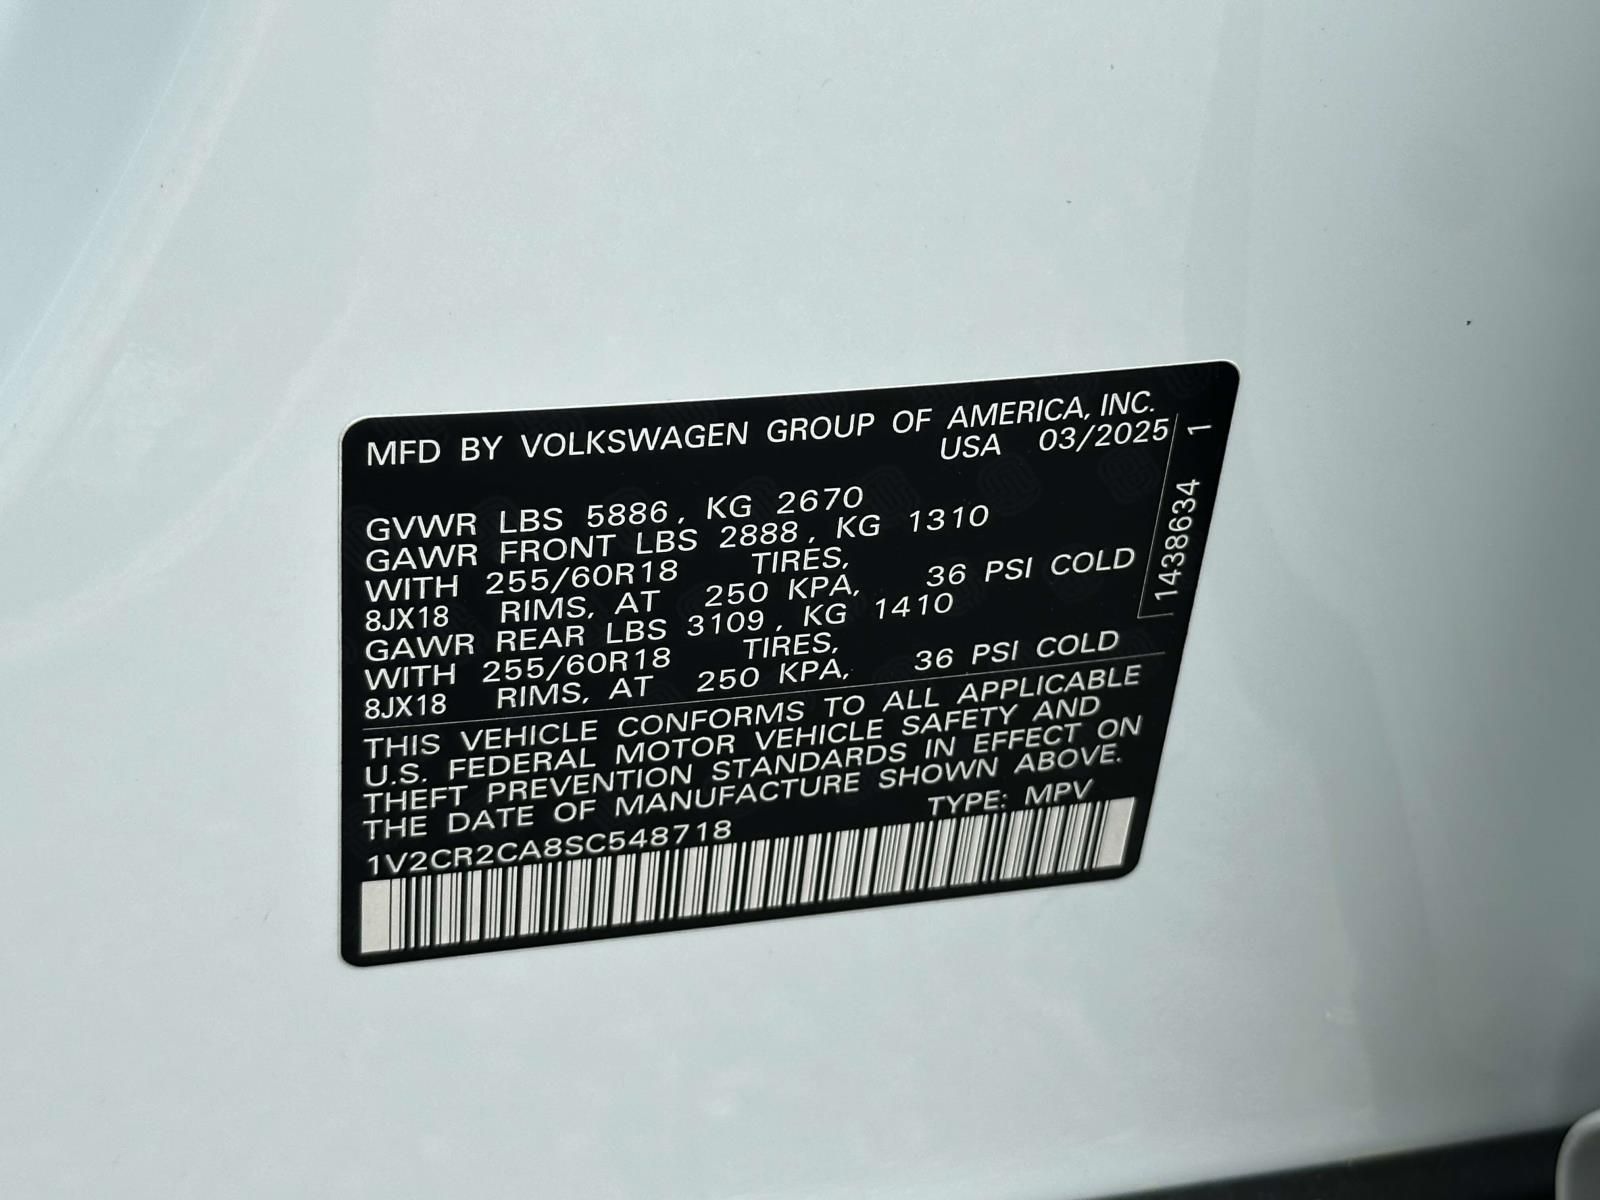 MFD BY VOLKSWAGEN GROUP OF AMERICA, INC.
USA 03/2025
GVWR LBS 5886, KG 2670
GAWR FRONT LBS 2888, KG 1310
WITH 255/60R18 TIRES,
8JX18 RIMS, AT 250 KPA, 36 PSI COLD
GAWR REAR LBS 3109, KG 1410
WITH 255/60R18 TIRES,
8JX18 RIMS, AT 250 KPA, 36 PSI COLD
THIS VEHICLE CONFORMS TO ALL APPLICABLE
U.S. FEDERAL MOTOR VEHICLE SAFETY AND
THEFT PREVENTION STANDARDS IN EFFECT ON
THE DATE OF MANUFACTURE SHOWN ABOVE.
1V2CR2CA8SC548718 TYPE: MPV
1438634 1